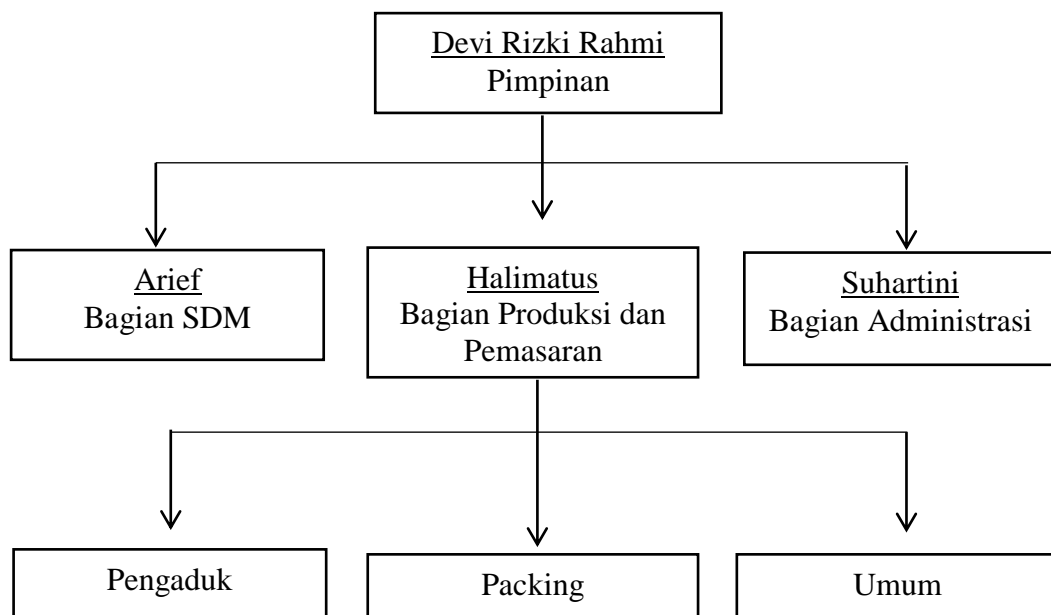 Devi Rizki Rahmi
Pimpinan
Arief
Bagian SDM
Halimatus
Bagian Produksi dan
Pemasaran
Suhartini
Bagian Administrasi
Pengaduk
Packing
Umum